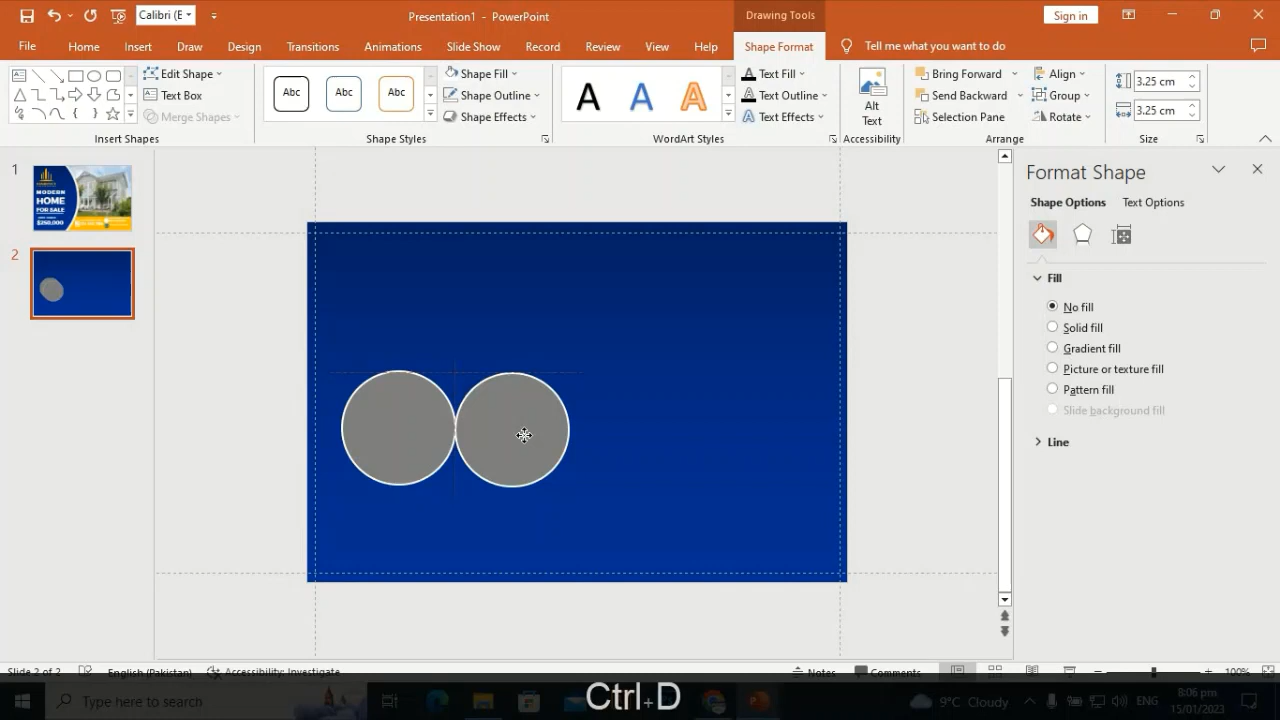 Calibri (E
Presentation1 - PowerPoint
Drawing Tools
Sign in
File
Home
Insert
Draw
Design
Transitions
Animations
Slide Show
Record
Review
View
Help
Shape Format
Tell me what you want to do
Edit Shape
Text Box
Merge Shapes
Insert Shapes
Abc
Abc
Abc
Shape Fill
Shape Outline
Shape Effects
Shape Styles
A
A
A
Text Fill
Text Outline
Text Effects
WordArt Styles
Alt
Text
Accessibility
Bring Forward
Send Backward
Selection Pane
Align
Group
Rotate
Arrange
3.25 cm
3.25 cm
Size
1
MODERN
HOME
FOR SALE
$250,000
2
Format Shape
Shape Options
Text Options
Fill
No fill
Solid fill
Gradient fill
Picture or texture fill
Pattern fill
Slide background fill
Line
Slide 2 of 2
English (Pakistan)
Accessibility: Investigate
Notes
Comments
100%
Type here to search
Ctrl+D
9°C Cloudy
ENG
8:06 pm
15/01/2023